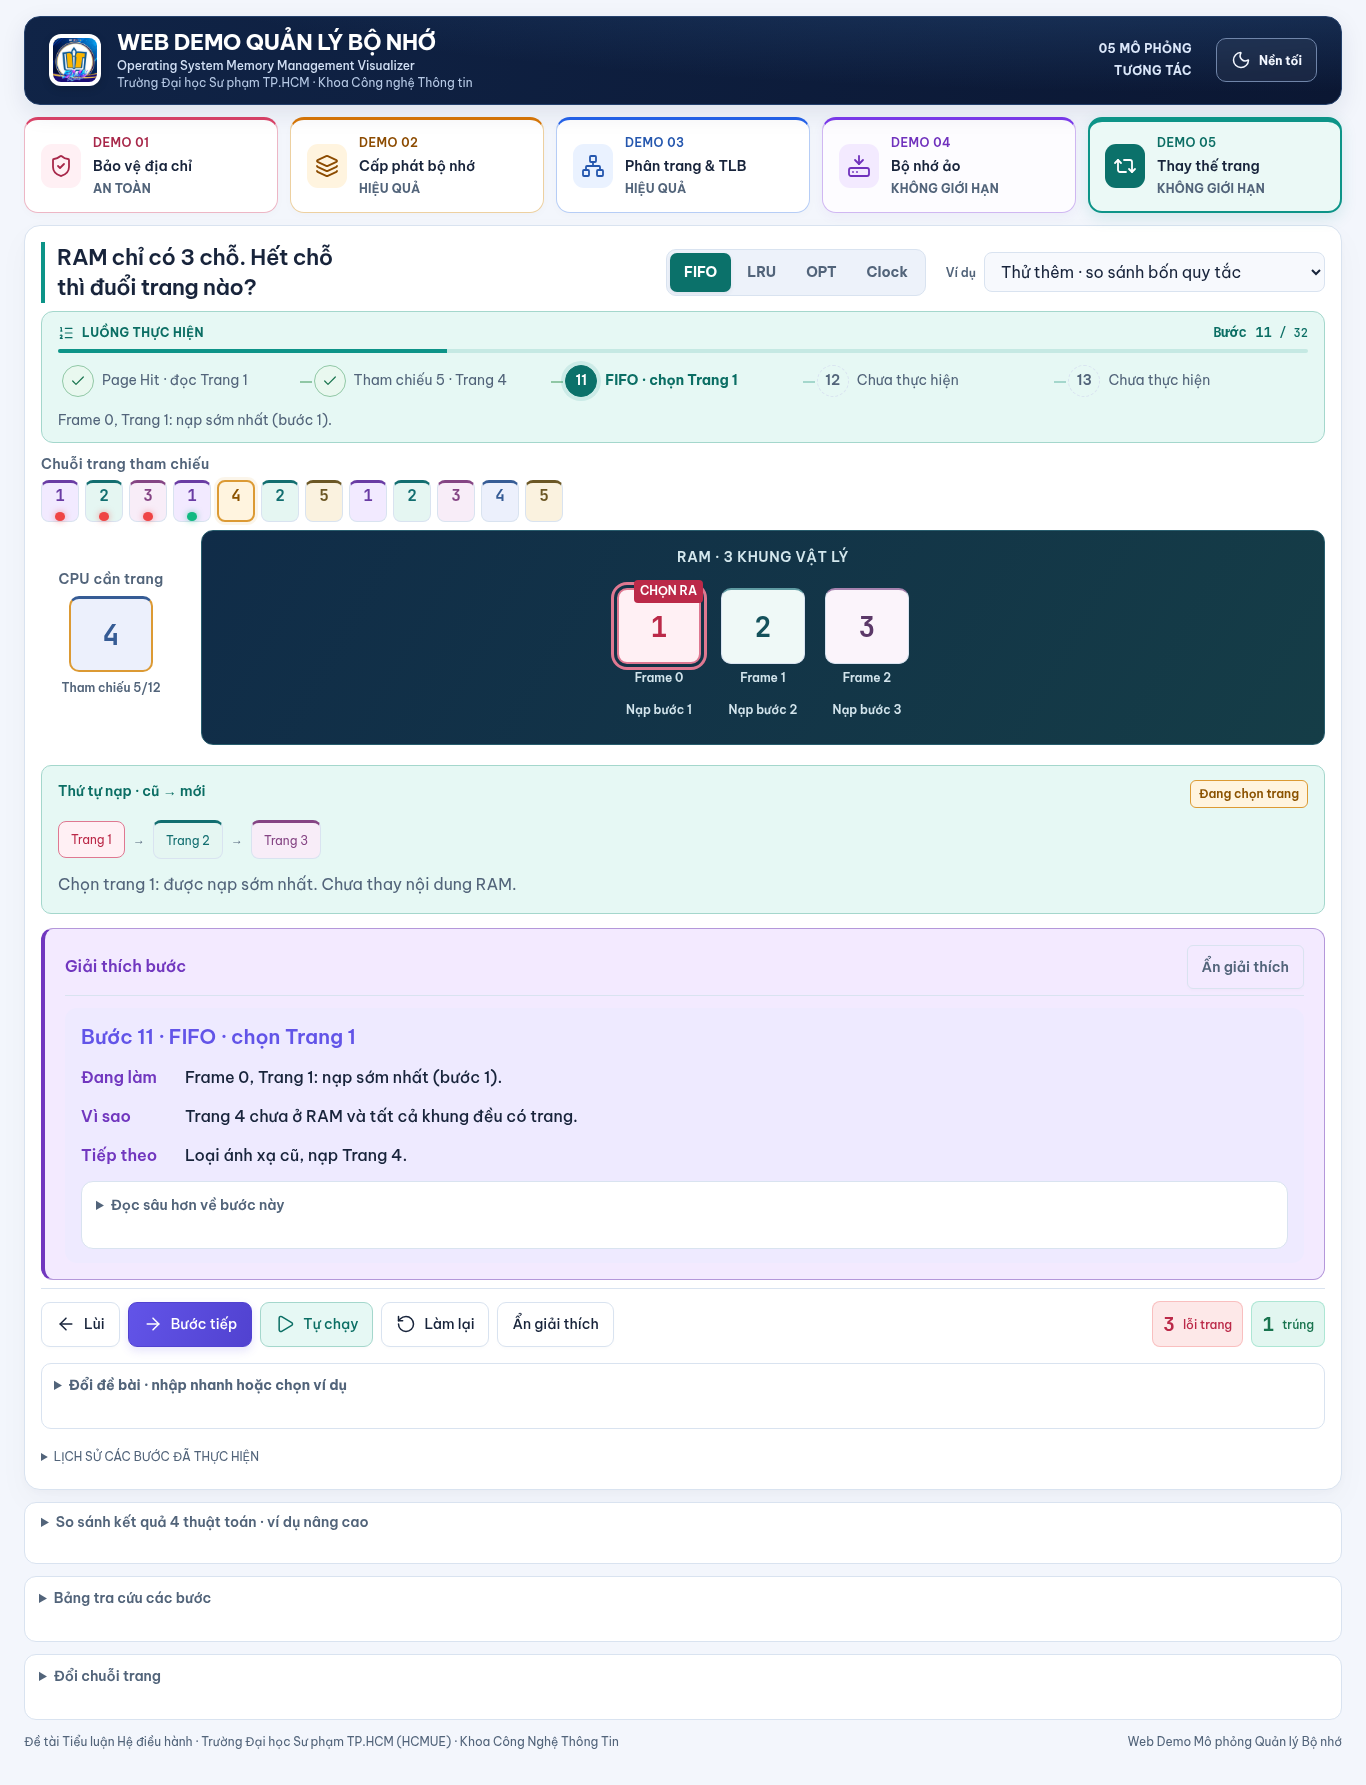 WEB DEMO QUẢN LÝ BỘ NHỚ
Operating System Memory Management Visualizer
Trường Đại học Sư phạm TP.HCM · Khoa Công nghệ Thông tin
05 MÔ PHỎNG
TƯƠNG TÁC
Nền tối
DEMO 01
Bảo vệ địa chỉ
AN TOÀN
DEMO 02
Cấp phát bộ nhớ
HIỆU QUẢ
DEMO 03
Phân trang & TLB
HIỆU QUẢ
DEMO 04
Bộ nhớ ảo
KHÔNG GIỚI HẠN
DEMO 05
Thay thế trang
KHÔNG GIỚI HẠN
RAM chỉ có 3 chỗ. Hết chỗ
thì đuổi trang nào?
FIFO LRU OPT Clock
Ví dụ Thử thêm · so sánh bốn quy tắc
LUỒNG THỰC HIỆN
Bước 11 / 32
Page Hit · đọc Trang 1
Tham chiếu 5 · Trang 4
11 FIFO · chọn Trang 1
12 Chưa thực hiện
13 Chưa thực hiện
Frame 0, Trang 1: nạp sớm nhất (bước 1).
Chuỗi trang tham chiếu
1 2 3 1 4 2 5 1 2 3 4 5
CPU cần trang
4
Tham chiếu 5/12
RAM · 3 KHUNG VẬT LÝ
CHỌN RA
1 2 3
Frame 0 Frame 1 Frame 2
Nạp bước 1 Nạp bước 2 Nạp bước 3
Thứ tự nạp · cũ → mới
Đang chọn trang
Trang 1 → Trang 2 → Trang 3
Chọn trang 1: được nạp sớm nhất. Chưa thay nội dung RAM.
Giải thích bước
Ẩn giải thích
Bước 11 · FIFO · chọn Trang 1
Đang làm Frame 0, Trang 1: nạp sớm nhất (bước 1).
Vì sao Trang 4 chưa ở RAM và tất cả khung đều có trang.
Tiếp theo Loại ánh xạ cũ, nạp Trang 4.
▶ Đọc sâu hơn về bước này
Lùi Bước tiếp Tự chạy Làm lại Ẩn giải thích
3 lỗi trang 1 trúng
▶ Đổi đề bài · nhập nhanh hoặc chọn ví dụ
▶ LỊCH SỬ CÁC BƯỚC ĐÃ THỰC HIỆN
▶ So sánh kết quả 4 thuật toán · ví dụ nâng cao
▶ Bảng tra cứu các bước
▶ Đổi chuỗi trang
Đề tài Tiểu luận Hệ điều hành · Trường Đại học Sư phạm TP.HCM (HCMUE) · Khoa Công Nghệ Thông Tin
Web Demo Mô phỏng Quản lý Bộ nhớ